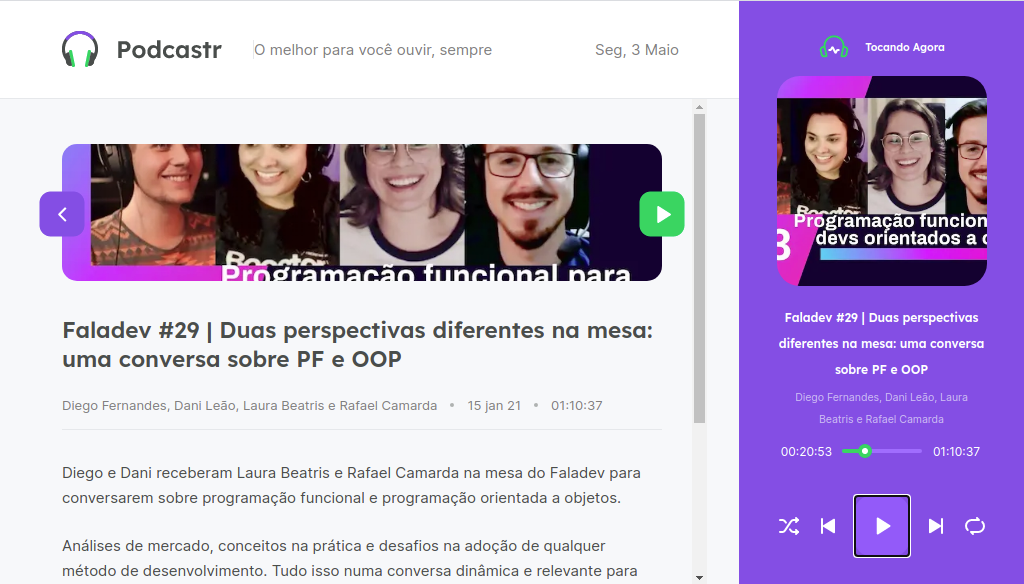 Podcastr
O melhor para você ouvir, sempre
Seg, 3 Maio
Programação funcional para
Faladev #29 | Duas perspectivas diferentes na mesa:
uma conversa sobre PF e OOP
Diego Fernandes, Dani Leão, Laura Beatris e Rafael Camarda • 15 jan 21 • 01:10:37
Diego e Dani receberam Laura Beatris e Rafael Camarda na mesa do Faladev para
conversarem sobre programação funcional e programação orientada a objetos.
Análises de mercado, conceitos na prática e desafios na adoção de qualquer
método de desenvolvimento. Tudo isso numa conversa dinâmica e relevante para
Tocando Agora
Programação funcion
devs orientados a
Faladev #29 | Duas perspectivas
diferentes na mesa: uma conversa
sobre PF e OOP
Diego Fernandes, Dani Leão, Laura
Beatris e Rafael Camarda
00:20:53
01:10:37